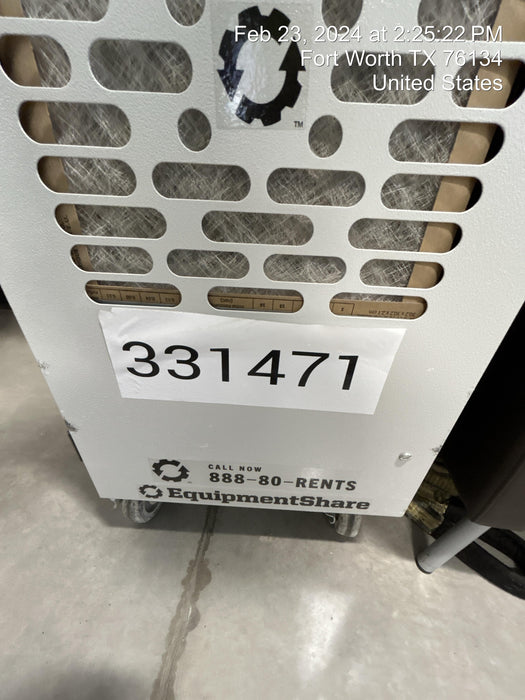 Feb 23, 2024 at 2:25:22 PM
Fort Worth TX 76134
United States
TM
331471
CALL NOW
888-80-RENTS
EquipmentShare